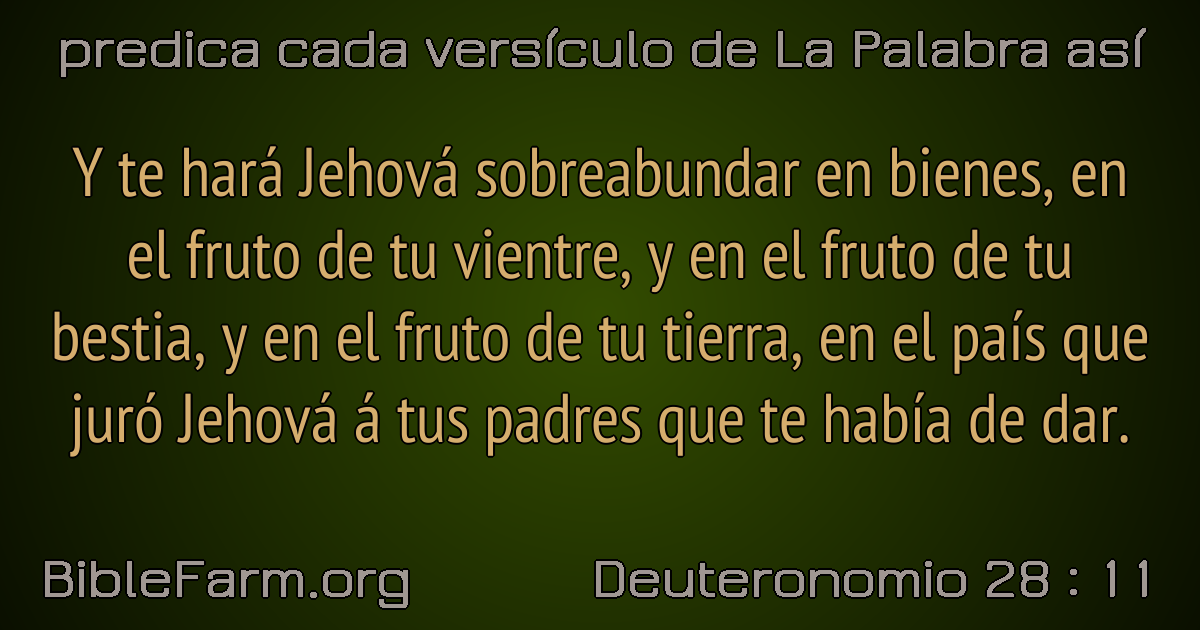 predica cada versículo de La Palabra así
Y te hará Jehová sobreabundar en bienes, en
el fruto de tu vientre, y en el fruto de tu
bestia, y en el fruto de tu tierra, en el país que
juró Jehová á tus padres que te había de dar.
BibleFarm.org
Deuteronomio 28 : 11